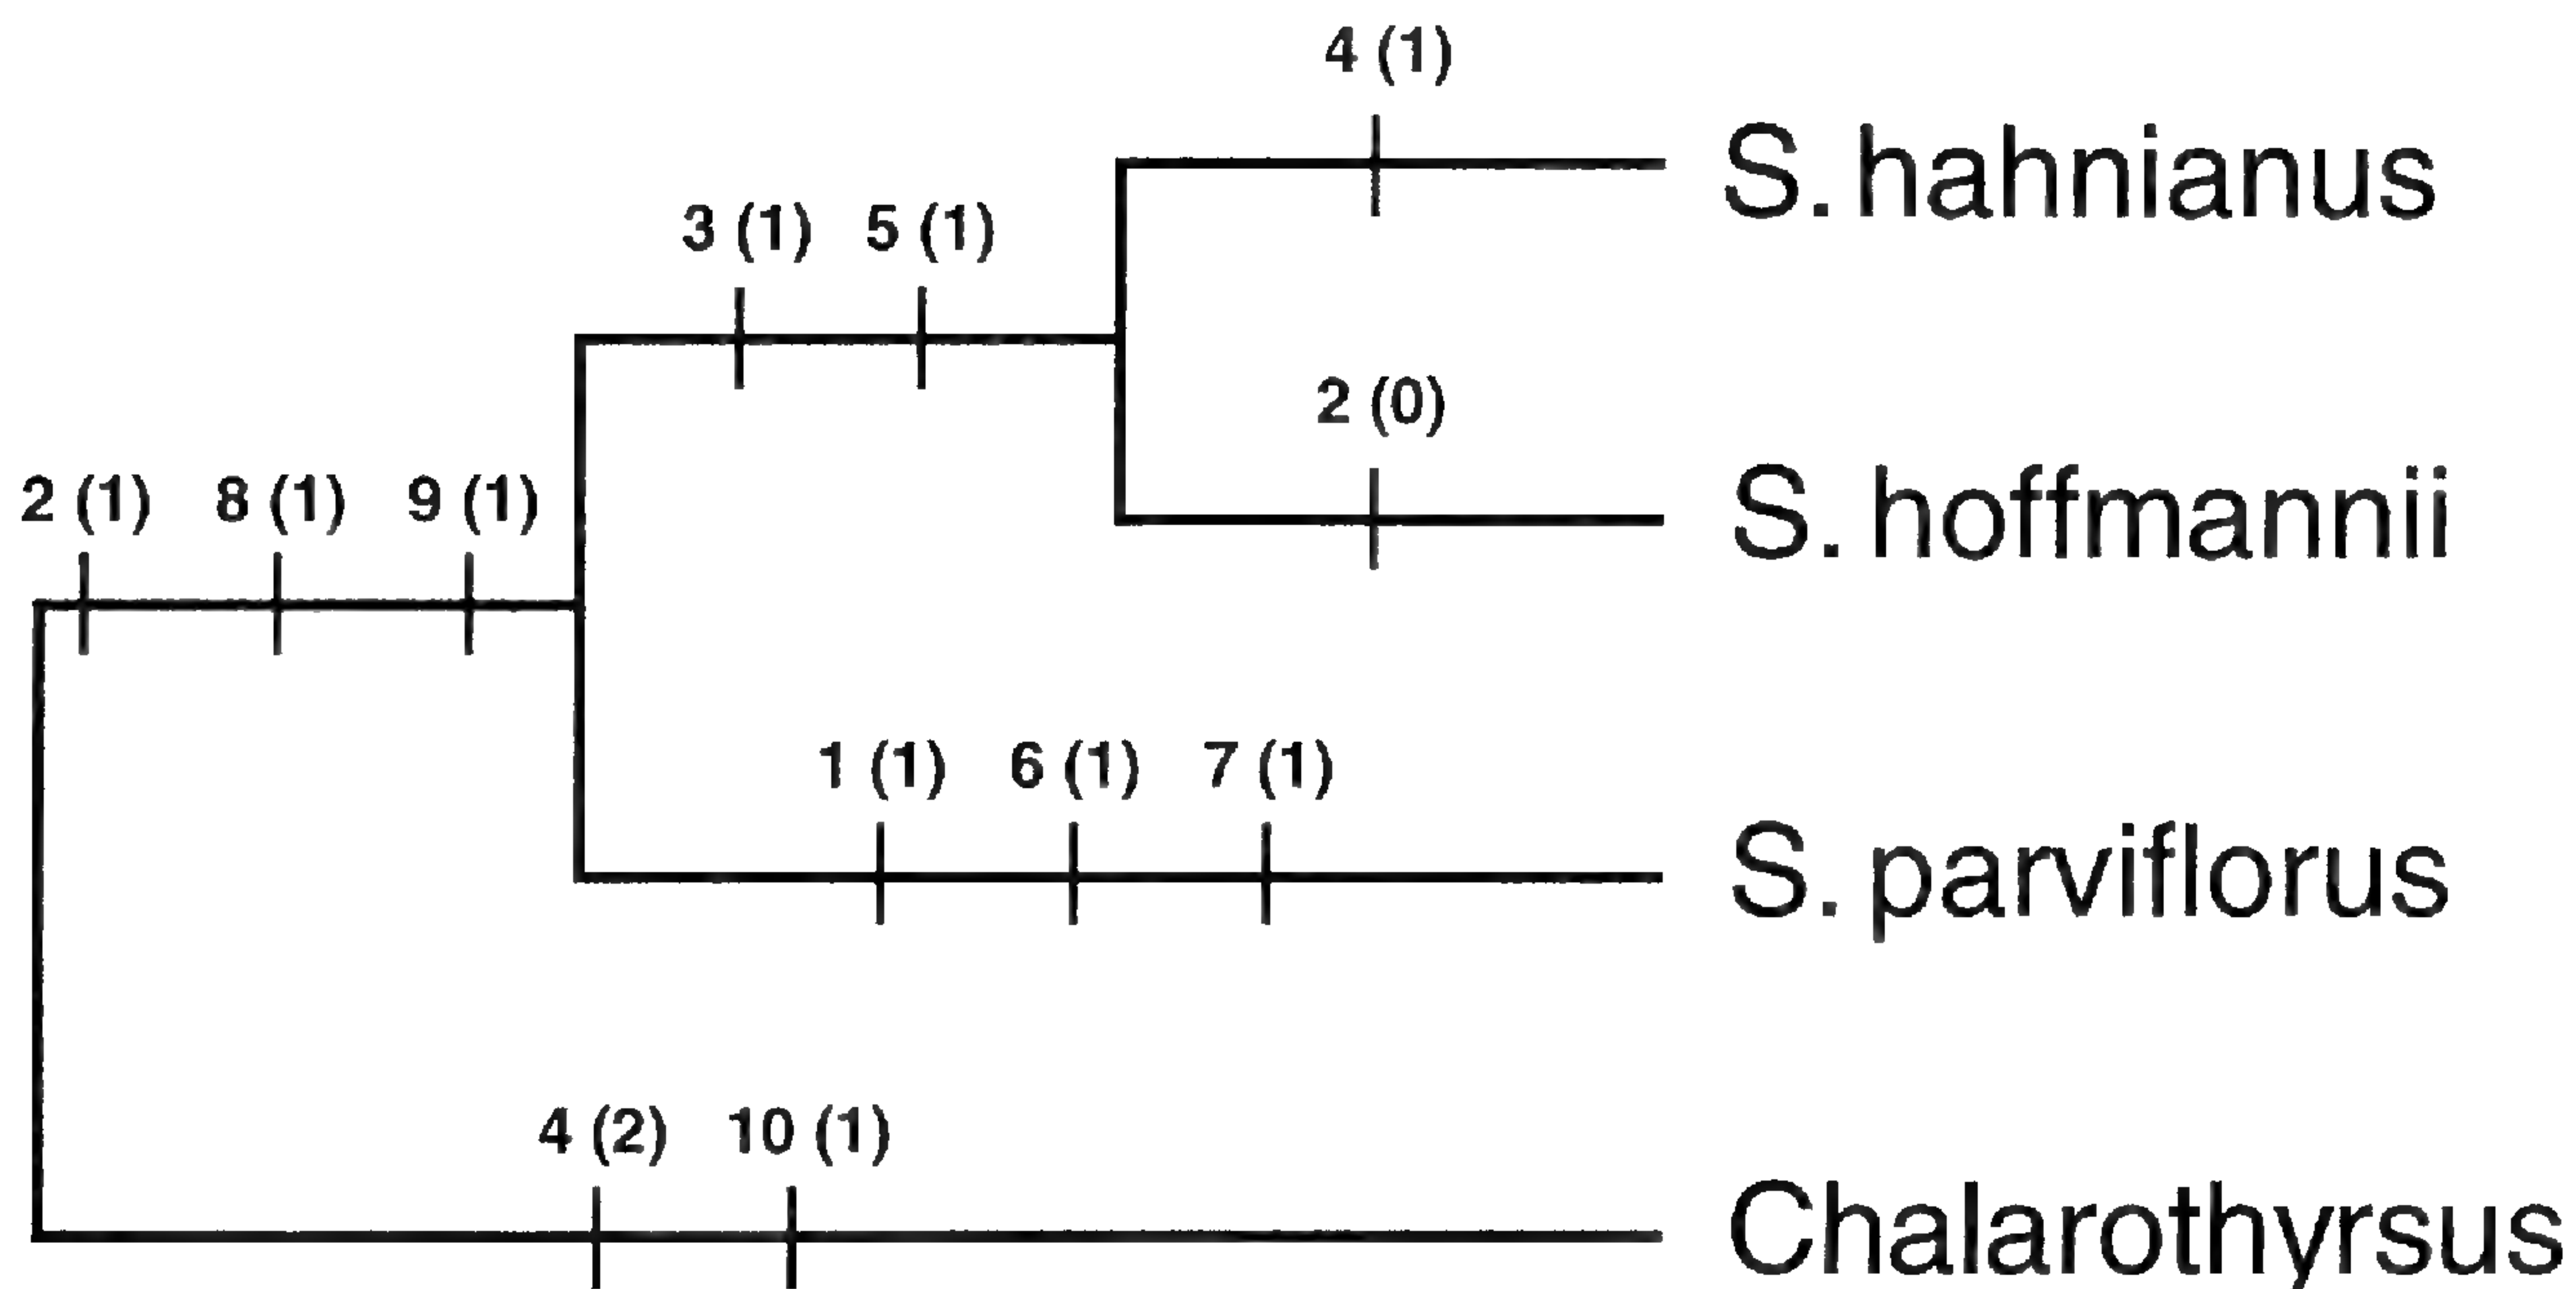 4 (1)
S. hahnianus
3 (1) 5 (1)
2 (0)
S. hoffmannii
2 (1) 8 (1) 9 (1)
1 (1) 6 (1) 7 (1)
S. parviflorus
4 (2) 10 (1)
Chalarothyrsus